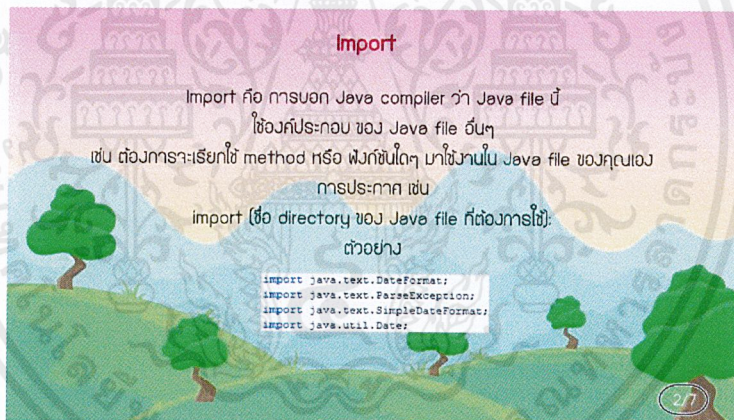 Import
Import คือ การบอก Java compiler ว่า Java file นี้
ใช้องค์ประกอบ ของ Java file อื่นๆ
เช่น ต้องการจะเรียกใช้ method หรือ ฟังก์ชันใดๆ มาใช้งานใน Java file ของคุณเอง
การประกาศ เช่น
import (ชื่อ directory ของ Java file ที่ต้องการใช้);
ตัวอย่าง
import java.text.DateFormat;
import java.text.ParseException;
import java.text.SimpleDateFormat;
import java.util.Date;
2/7